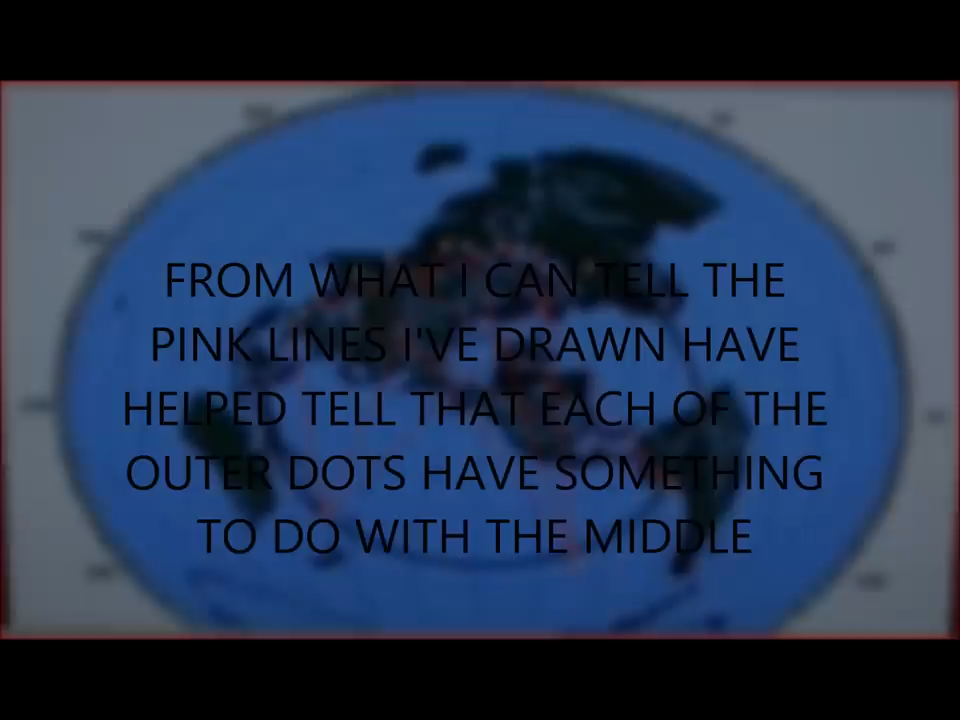 FROM WHAT I CAN TELL THE
PINK LINES I'VE DRAWN HAVE
HELPED TELL THAT EACH OF THE
OUTER DOTS HAVE SOMETHING
TO DO WITH THE MIDDLE